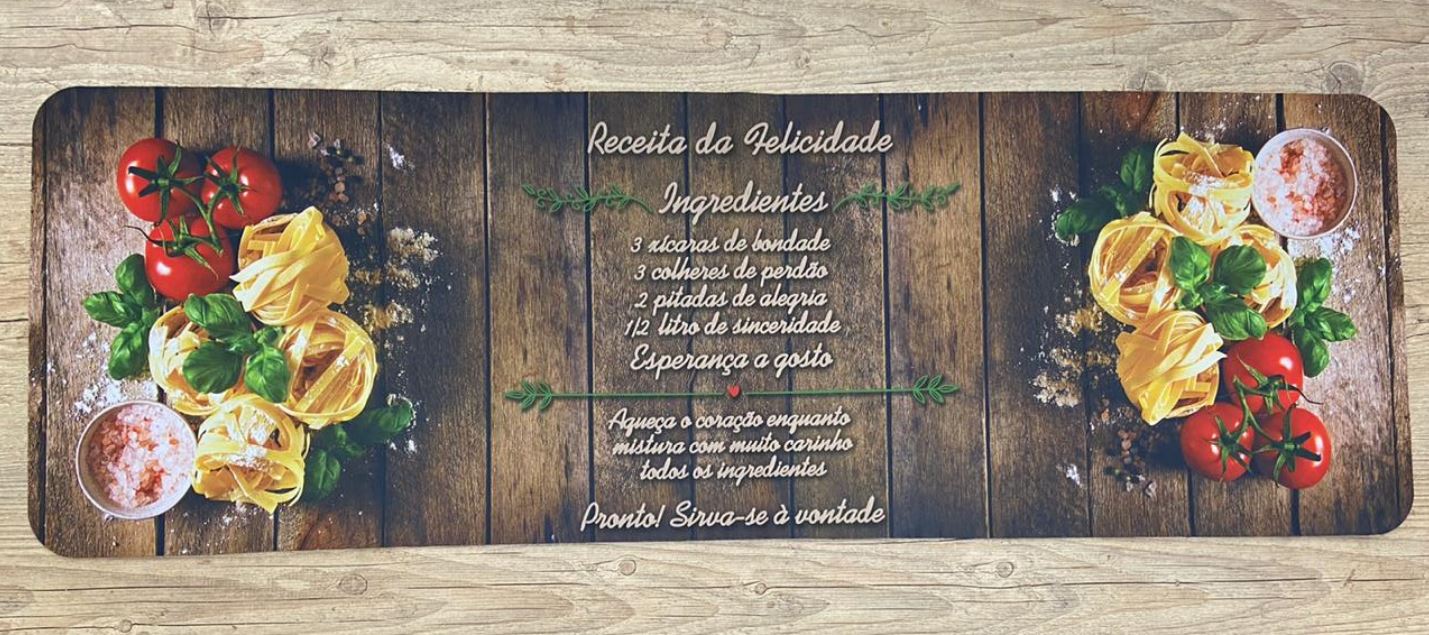 Receita da Felicidade
Ingredientes
3 xícaras de bondade
3 colheres de perdão
2 pitadas de alegria
1/2 litro de sinceridade
Esperança a gosto
Aqueça o coração enquanto
mistura com muito carinho
todos os ingredientes
Pronto! Sirva-se à vontade